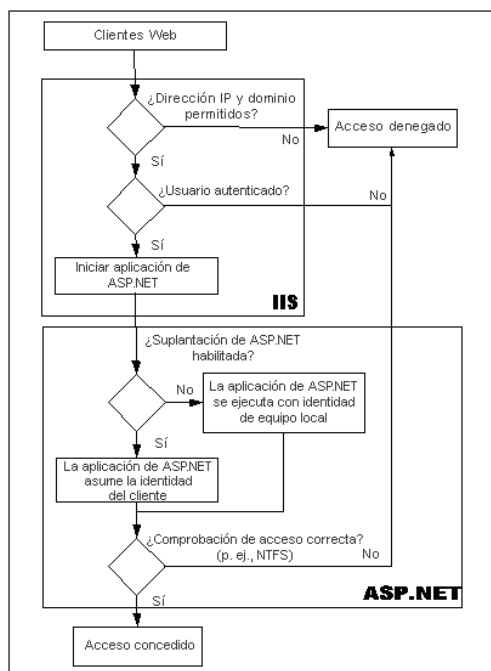 Clientes Web
¿Dirección IP y dominio
permitidos?
No
Acceso denegado
Sí
¿Usuario autenticado?
No
Sí
Iniciar aplicación de
ASP.NET
IIS
¿Suplantación de ASP.NET
habilitada?
No
La aplicación de ASP.NET
se ejecuta con identidad
de equipo local
Sí
La aplicación de ASP.NET
asume la identidad
del cliente
¿Comprobación de acceso correcta?
(p. ej., NTFS)
No
ASP.NET
Sí
Acceso concedido